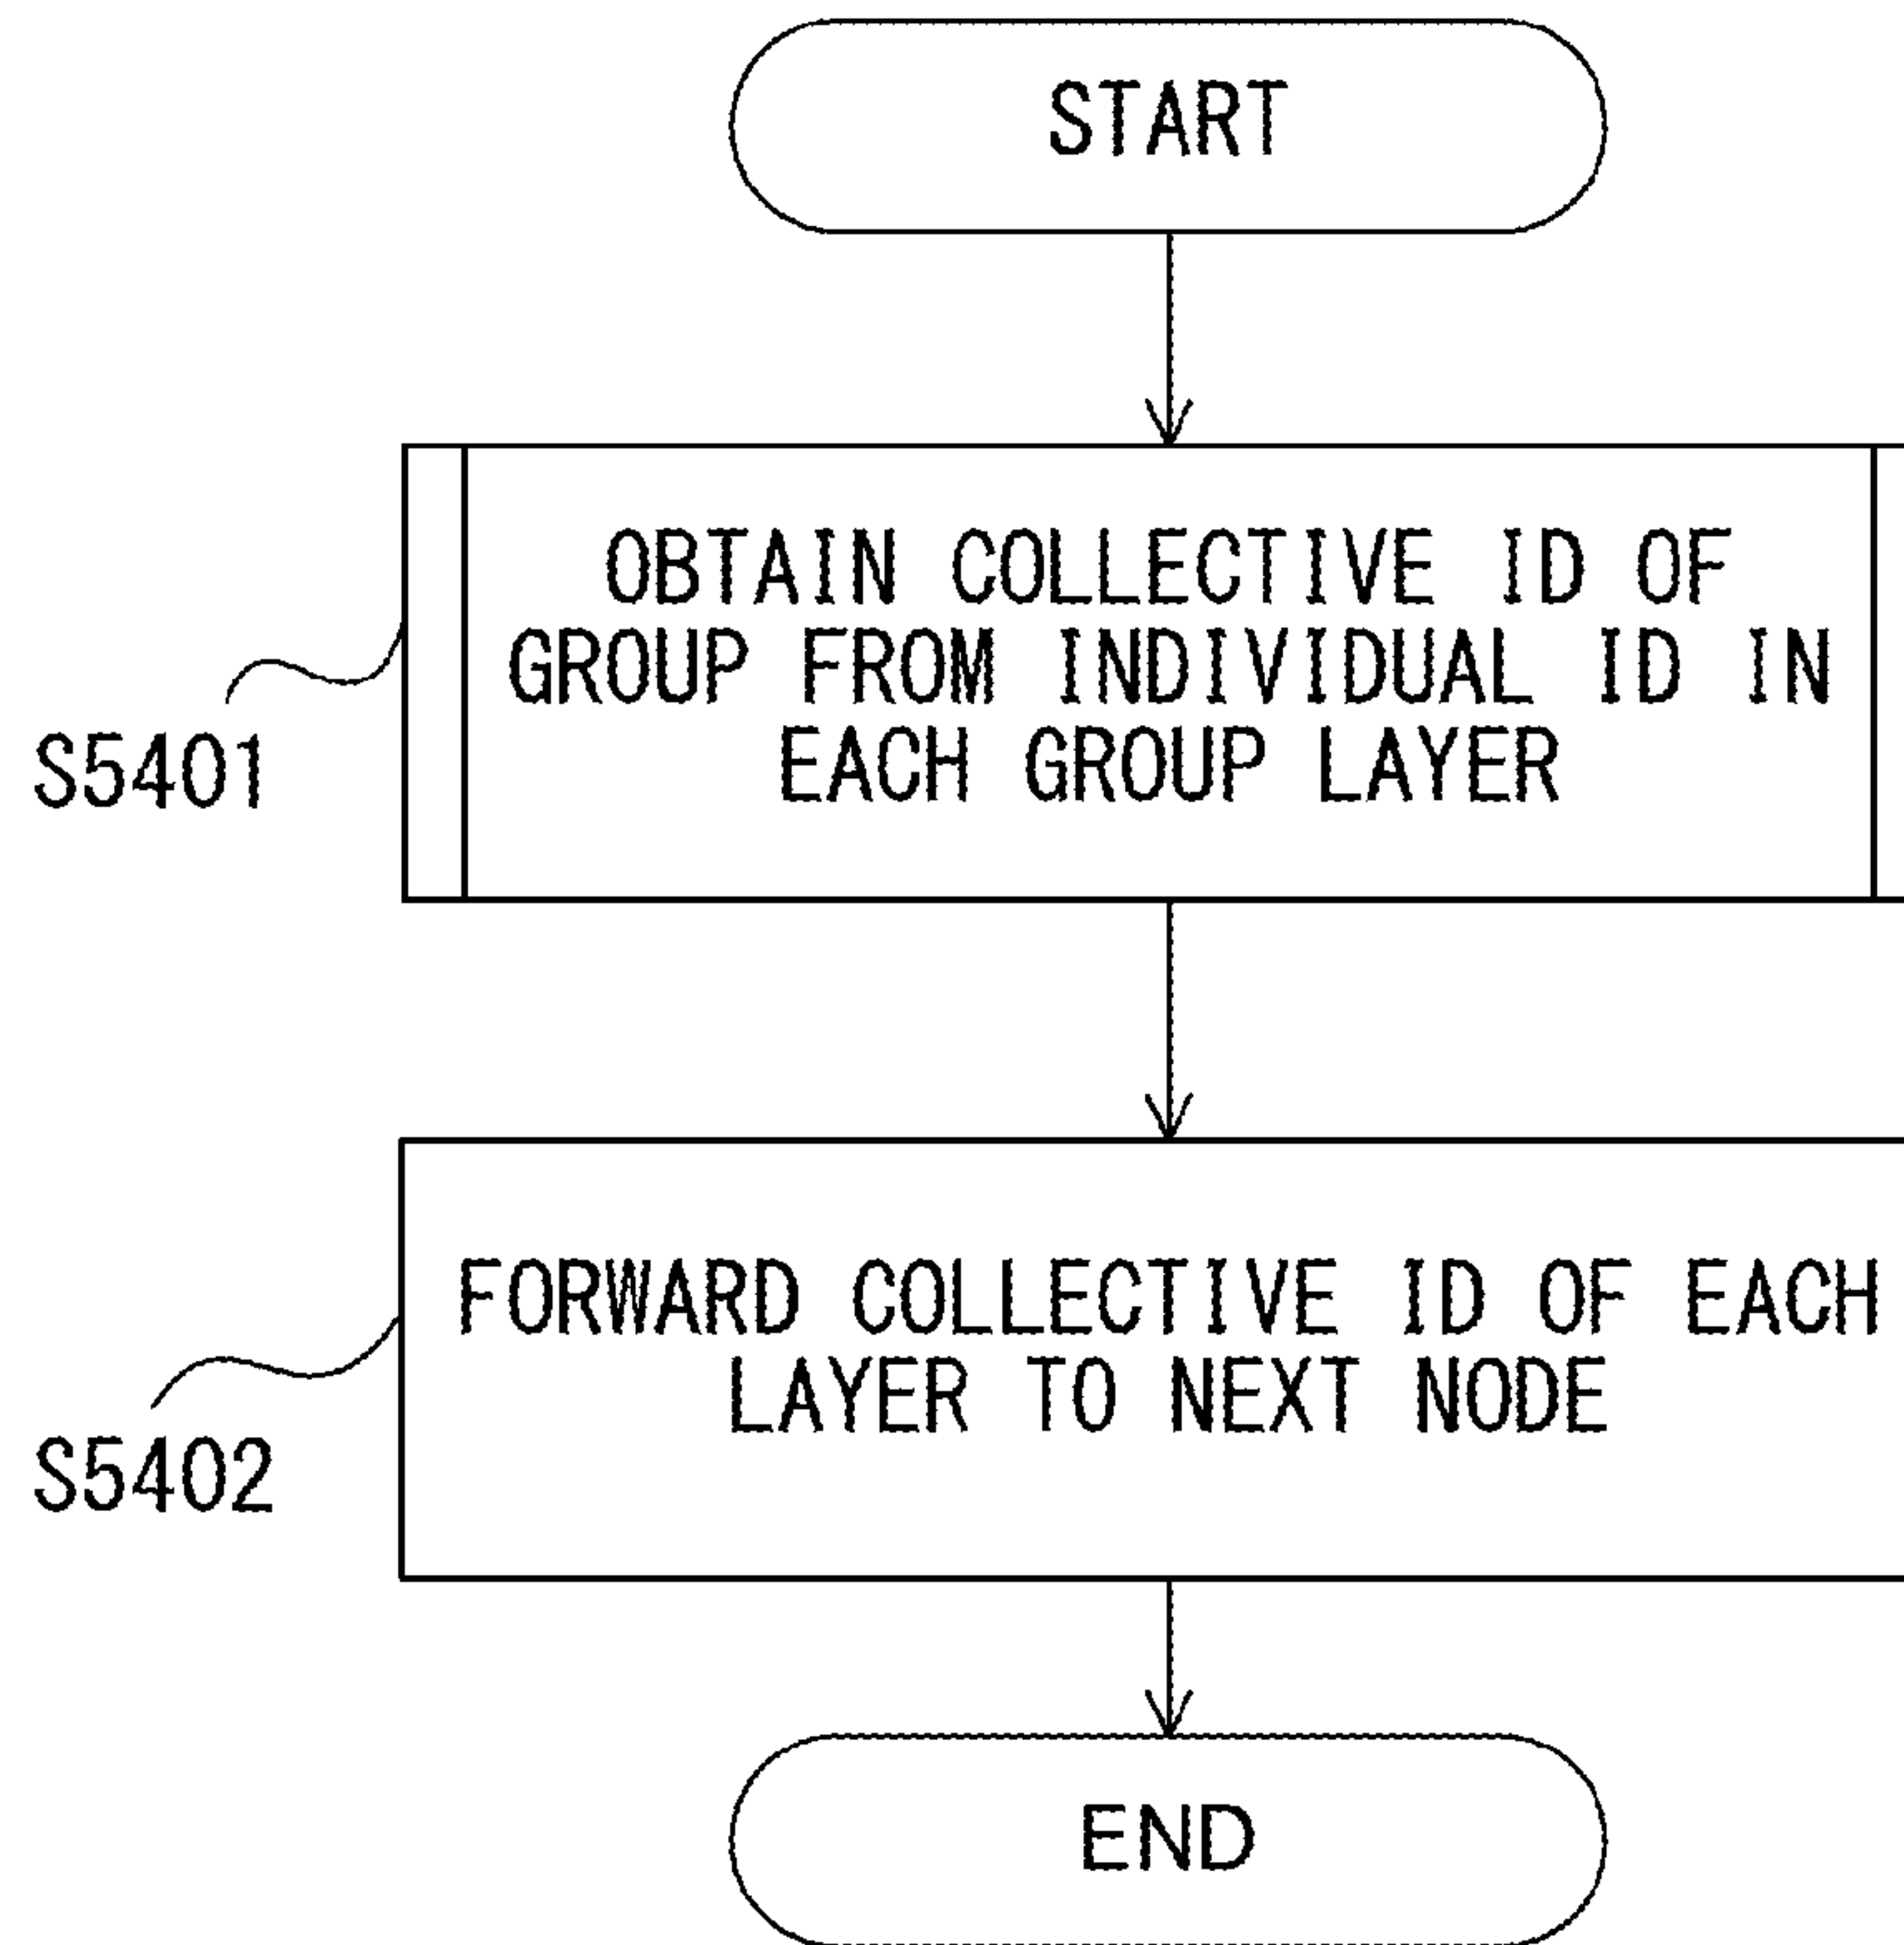 START
OBTAIN COLLECTIVE ID OF
GROUP FROM INDIVIDUAL ID IN
EACH GROUP LAYER
S5401
FORWARD COLLECTIVE ID OF EACH
LAYER TO NEXT NODE
S5402
END